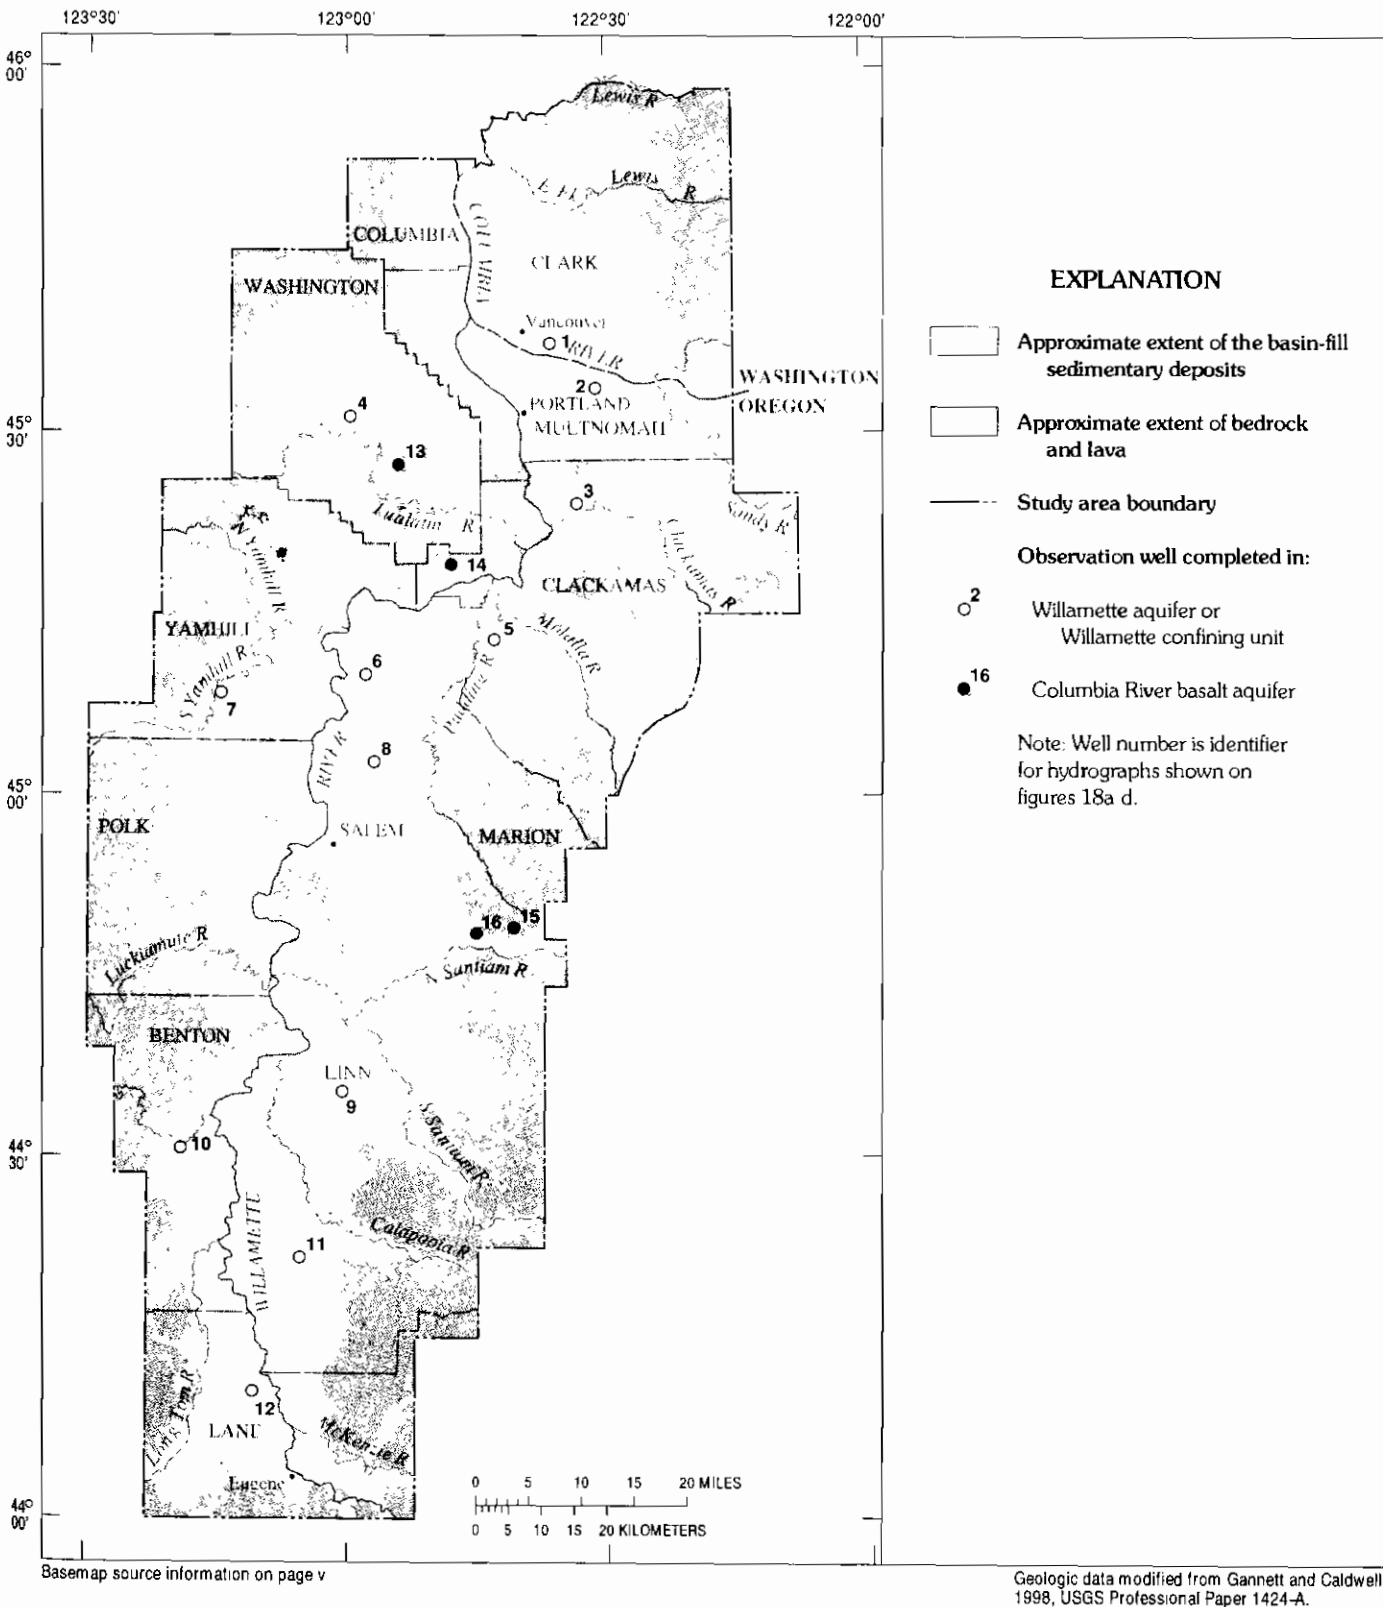 123°30'
123°00'
122°30'
122°00'
46°
00'
Lewis R
Lewis
R
COLUMBIA
CLARK
WASHINGTON
Vancouver
1
RIVER
2
WASHINGTON
OREGON
PORTLAND
MULTNOMAH
4
45°
30'
13
3
Sandy R
Tualatin R
Clackamas R
N Yamhill R
14
CLACKAMAS
YAMHILL
5
Molalla R
6
S Yamhill R
7
Pudding R
8
RIVER
45°
00'
POLK
SALEM
MARION
16
15
Luckiamute R
N Santiam R
BENTON
LINN
9
S Santiam R
10
44°
30'
WILLAMETTE
Calapooia R
11
12
Long Tom R
LANE
McKenzie R
Eugene
44°
00'
0 5 10 15 20 MILES
0 5 10 15 20 KILOMETERS
EXPLANATION
Approximate extent of the basin-fill
sedimentary deposits
Approximate extent of bedrock
and lava
Study area boundary
Observation well completed in:
2
Willamette aquifer or
Willamette confining unit
16
Columbia River basalt aquifer
Note: Well number is identifier
for hydrographs shown on
figures 18a d.
Basemap source information on page v
Geologic data modified from Gannett and Caldwell
1998, USGS Professional Paper 1424-A.